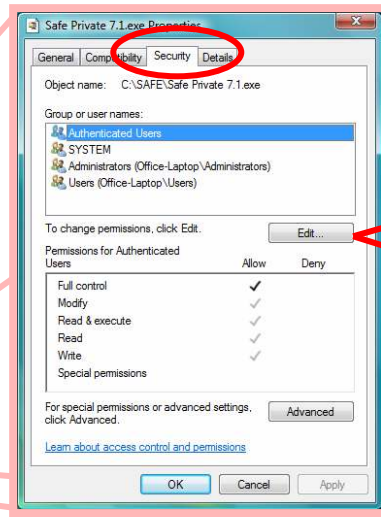 Safe Private 7.1.exe Properties
General Compatibility Security Details
Object name: C:\SAFE\Safe Private 7.1.exe
Group or user names:
Authenticated Users
SYSTEM
Administrators (Office-Laptop\Administrators)
Users (Office-Laptop\Users)
To change permissions, click Edit. Edit...
Permissions for Authenticated
Users Allow Deny
Full control
Modify
Read & execute
Read
Write
Special permissions
For special permissions or advanced settings, Advanced
click Advanced.
Learn about access control and permissions
OK Cancel Apply